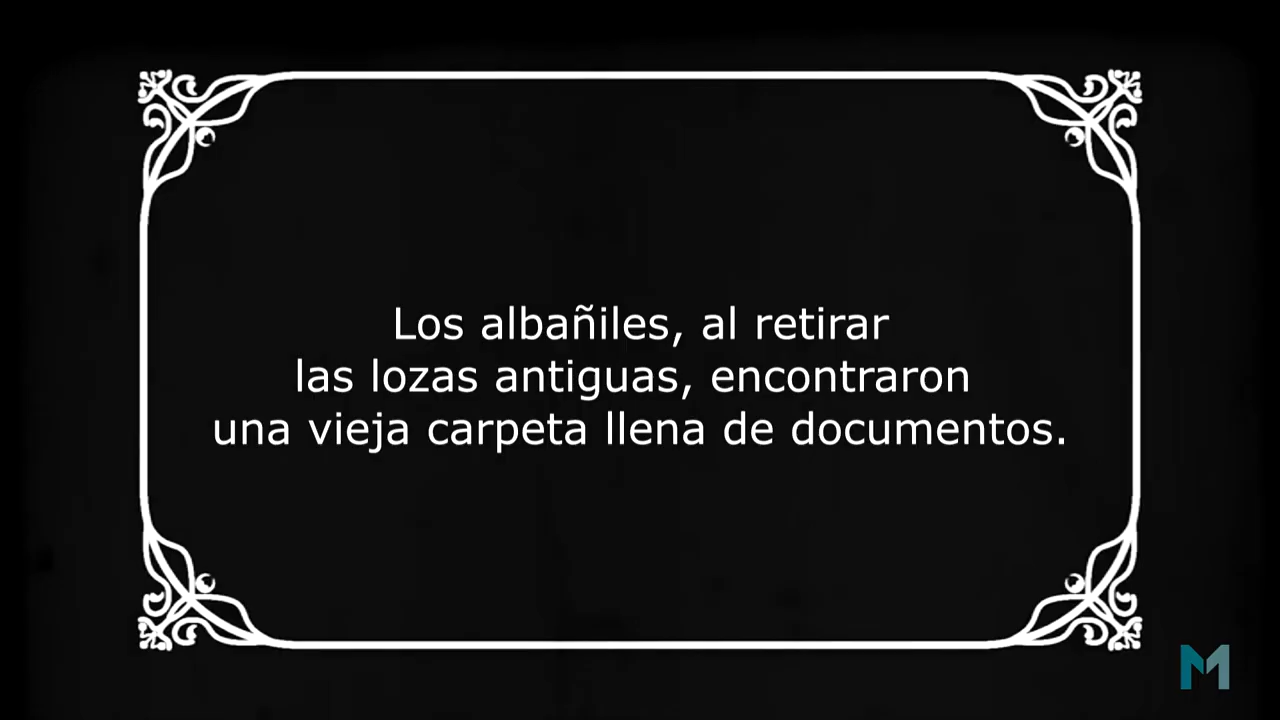 Los albañiles, al retirar
las lozas antiguas, encontraron
una vieja carpeta llena de documentos.